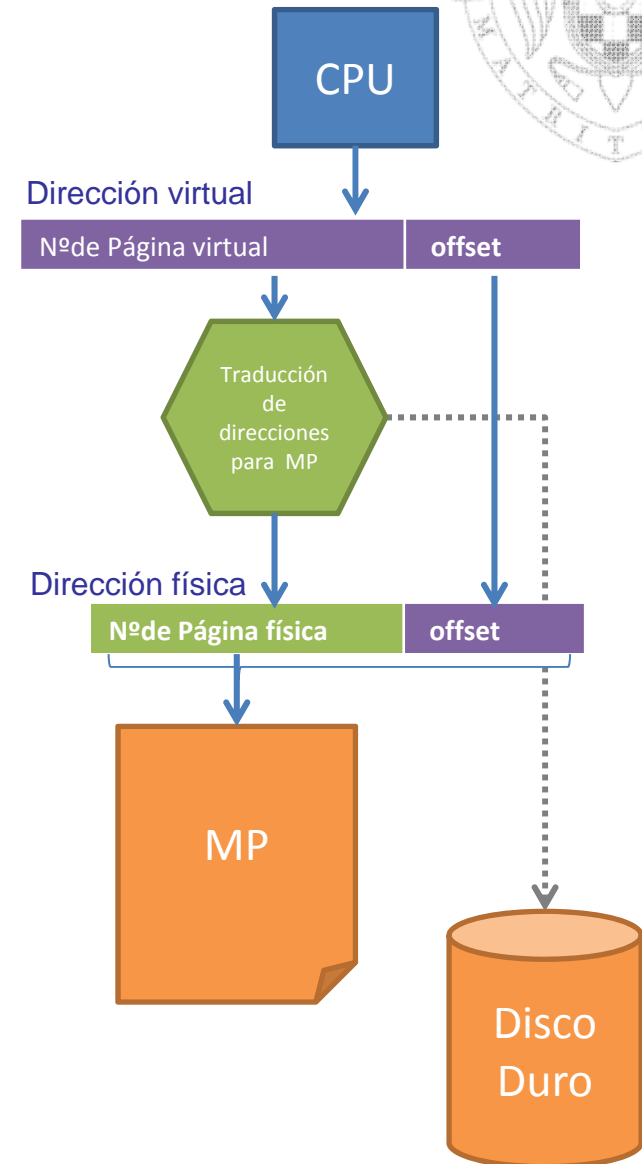 CPU
Dirección virtual
Nºde Página virtual
offset
Traducción
de
direcciones
para MP
Dirección física
Nºde Página física
offset
MP
Disco
Duro